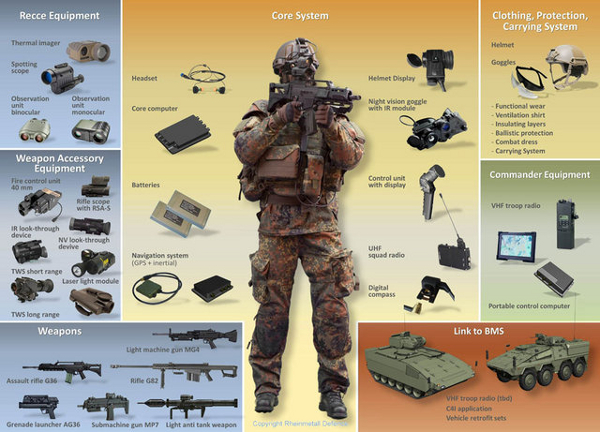 Recce Equipment
Thermal imager
Spotting
scope
Observation
unit
binocular
Observation
unit
monocular
Weapon Accessory
Equipment
Fire control unit
40 mm
Rifle scope
with RSA-S
IR look-through
device
NV look-through
device
TWS short range
Laser light module
TWS long range
Core System
Headset
Core computer
Batteries
Navigation system
(GPS + inertial)
Helmet Display
Night vision goggle
with IR module
Control unit
with display
UHF
squad radio
Digital
compass
Clothing, Protection,
Carrying System
Helmet
Goggles
- Functional wear
- Ventilation shirt
- Insulating layers
- Ballistic protection
- Combat dress
- Carrying System
Commander Equipment
VHF troop radio
Portable control computer
Weapons
Light machine gun MG4
Assault rifle G36
Rifle G82
Grenade launcher AG36
Submachine gun MP7
Light anti tank weapon
Link to BMS
VHF troop radio (tbd)
C4I application
Vehicle retrofit sets
Copyright Rheinmetall Defence